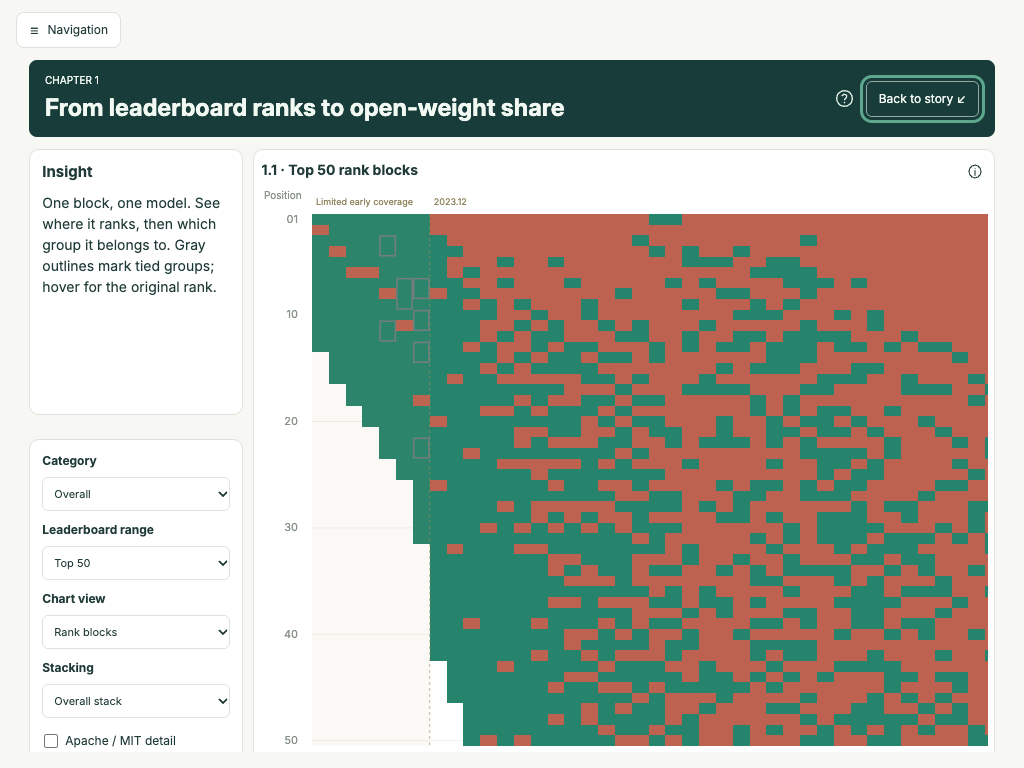 ≡ Navigation
CHAPTER 1
From leaderboard ranks to open-weight share
?
Back to story ↙
Insight
One block, one model. See
where it ranks, then which
group it belongs to. Gray
outlines mark tied groups;
hover for the original rank.
Category
Overall
Leaderboard range
Top 50
Chart view
Rank blocks
Stacking
Overall stack
Apache / MIT detail
1.1 · Top 50 rank blocks
Position
Limited early coverage
2023.12
01
10
20
30
40
50